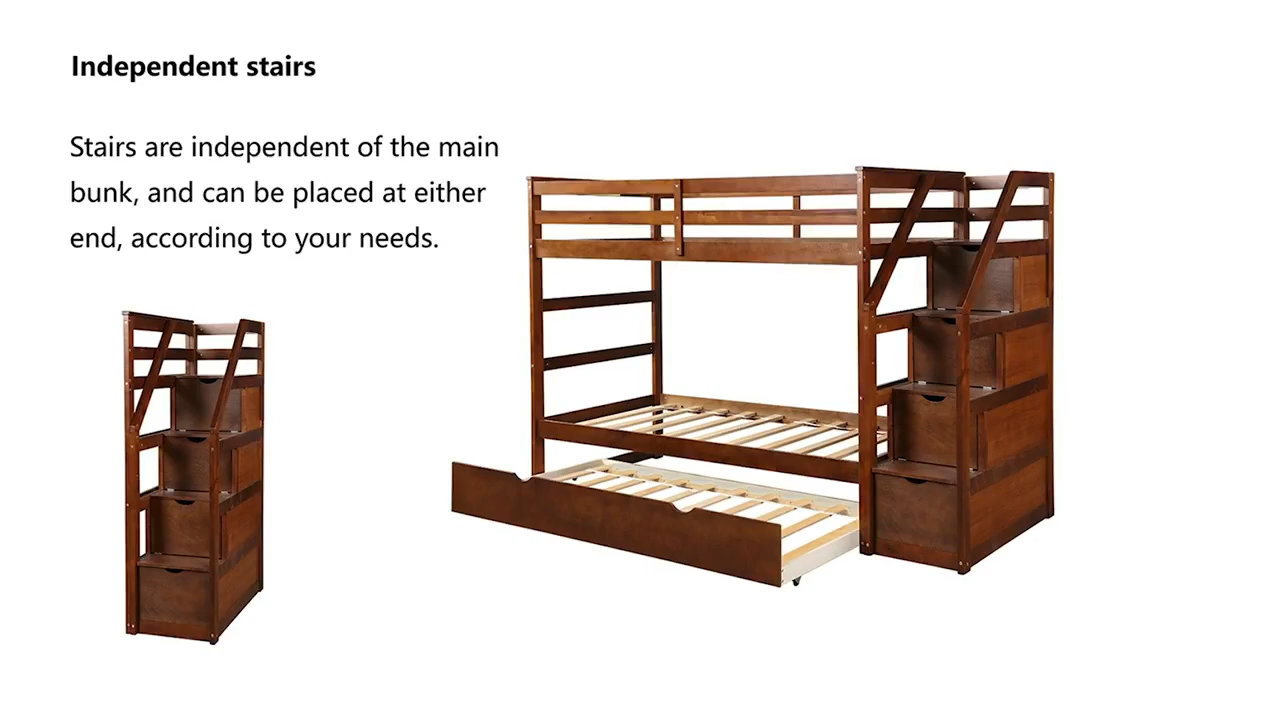 Independent stairs
Stairs are independent of the main
bunk, and can be placed at either
end, according to your needs.